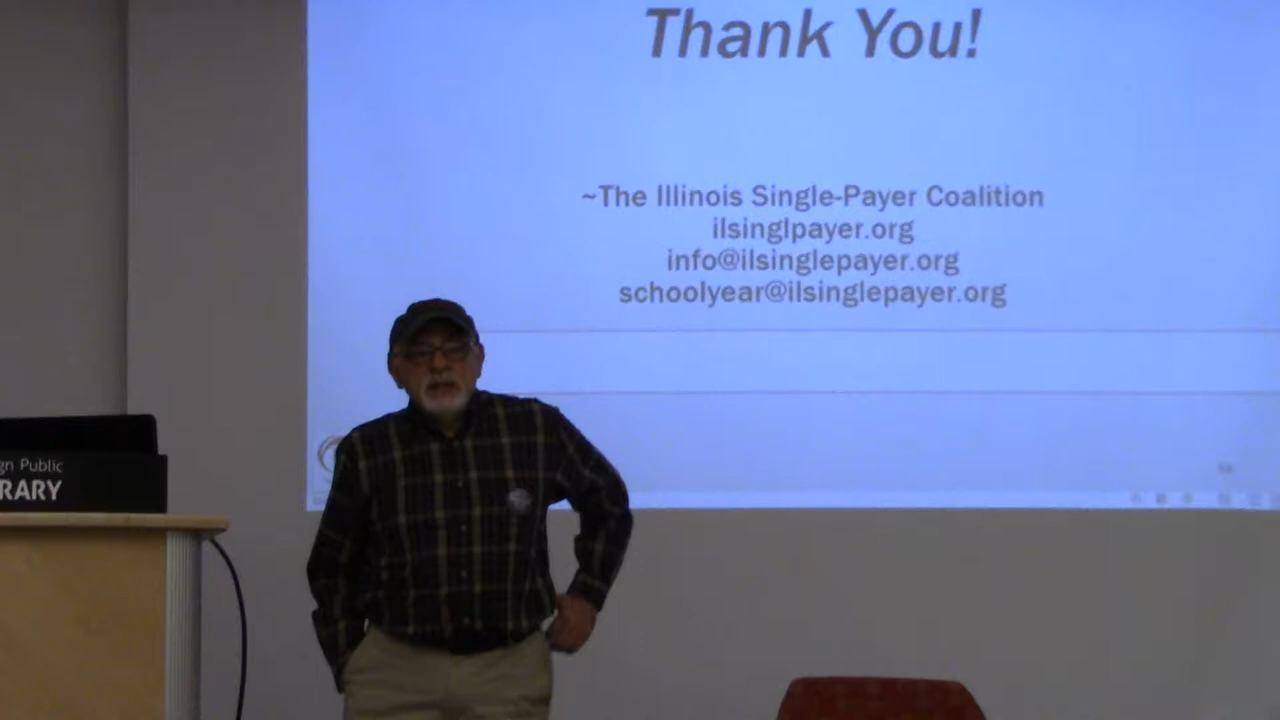 Thank You!
~The Illinois Single-Payer Coalition
ilsinglpayer.org
info@ilsinglepayer.org
schoolyear@ilsinglepayer.org
gn Public
RARY